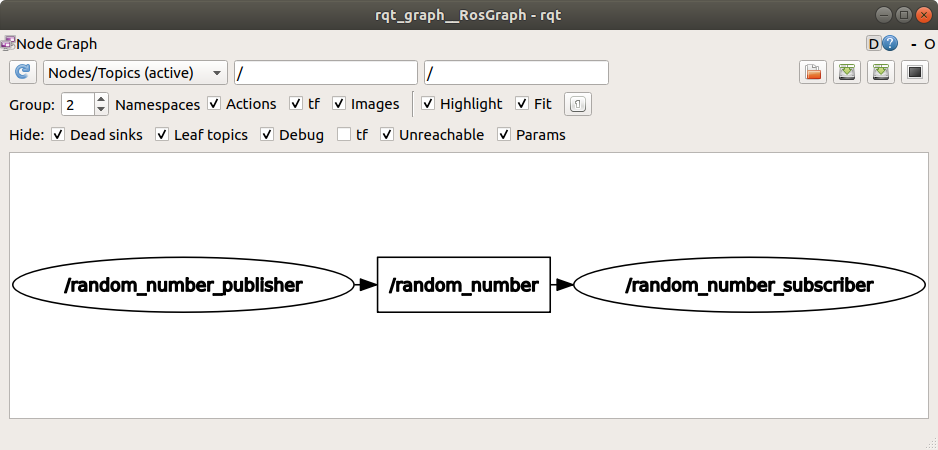 rqt_graph__RosGraph - rqt
Node Graph D ? - O
Nodes/Topics (active) / /
Group: 2 Namespaces Actions tf Images Highlight Fit
Hide: Dead sinks Leaf topics Debug tf Unreachable Params
/random_number_publisher /random_number /random_number_subscriber